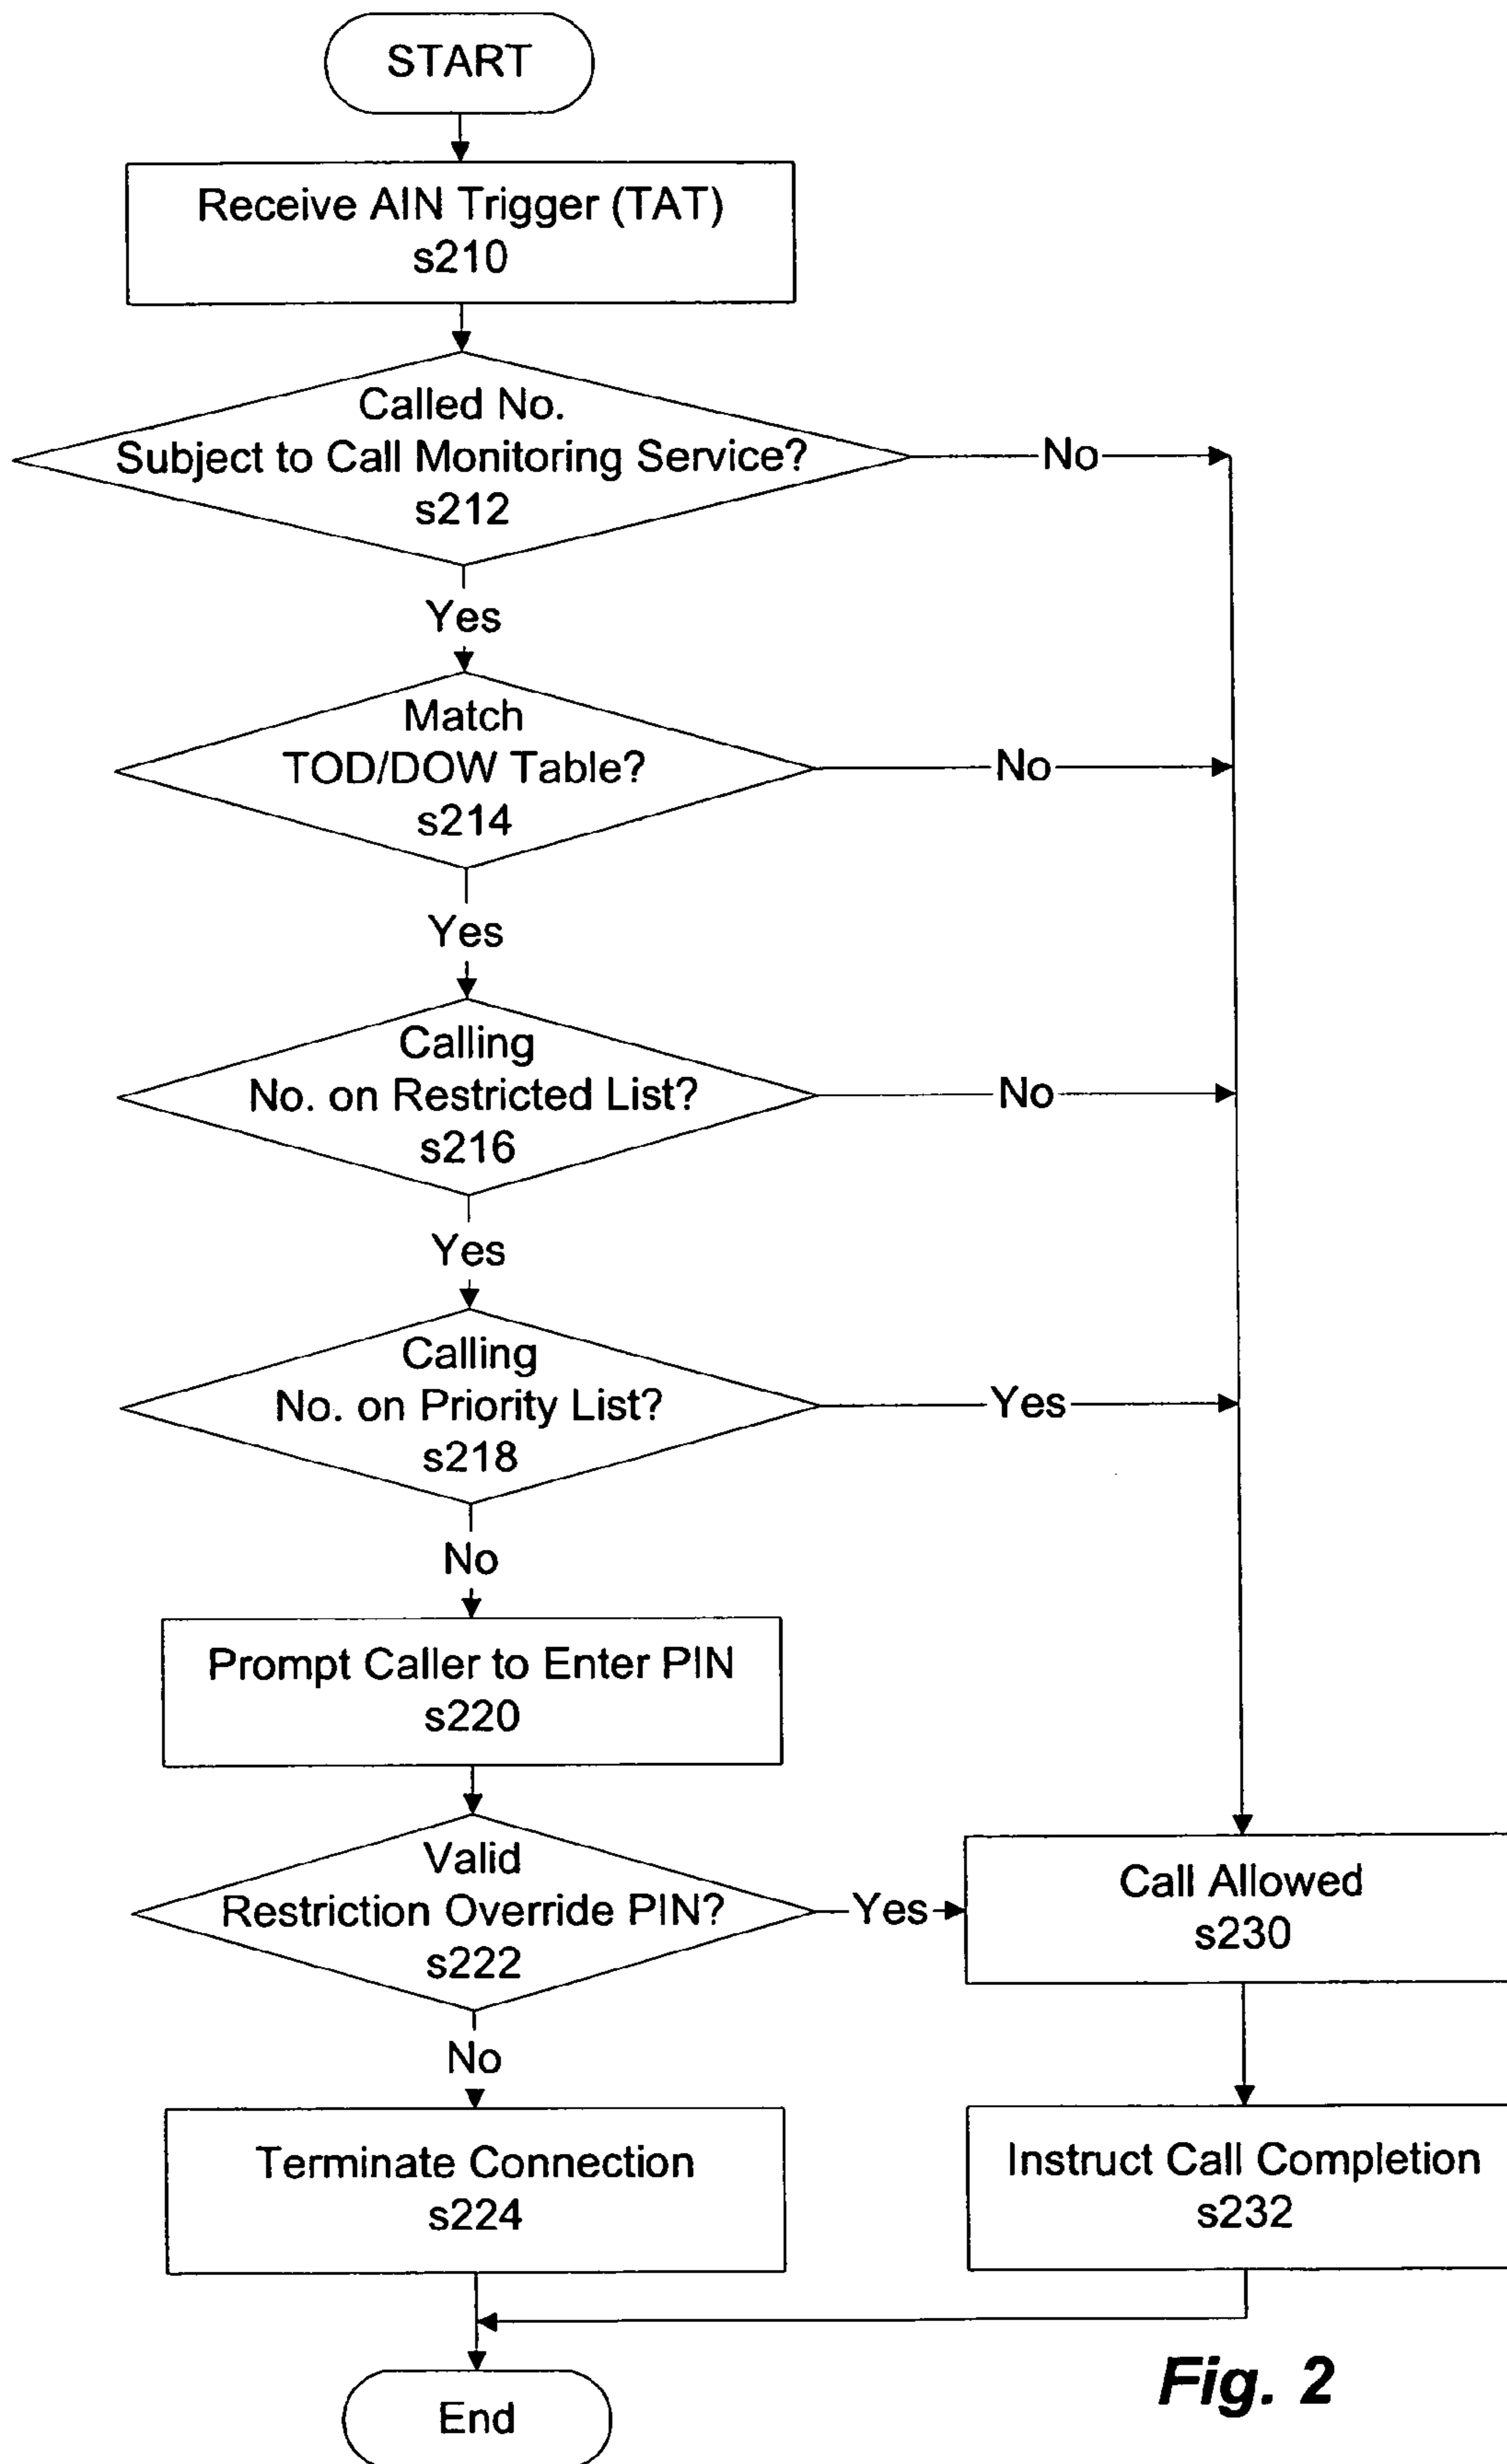 START
Receive AIN Trigger (TAT)
s210
Called No.
Subject to Call Monitoring Service?
s212
No
Yes
Match
TOD/DOW Table?
s214
No
Yes
Calling
No. on Restricted List?
s216
No
Yes
Calling
No. on Priority List?
s218
Yes
No
Prompt Caller to Enter PIN
s220
Valid
Restriction Override PIN?
s222
Yes
Call Allowed
s230
No
Terminate Connection
s224
Instruct Call Completion
s232
End
Fig. 2